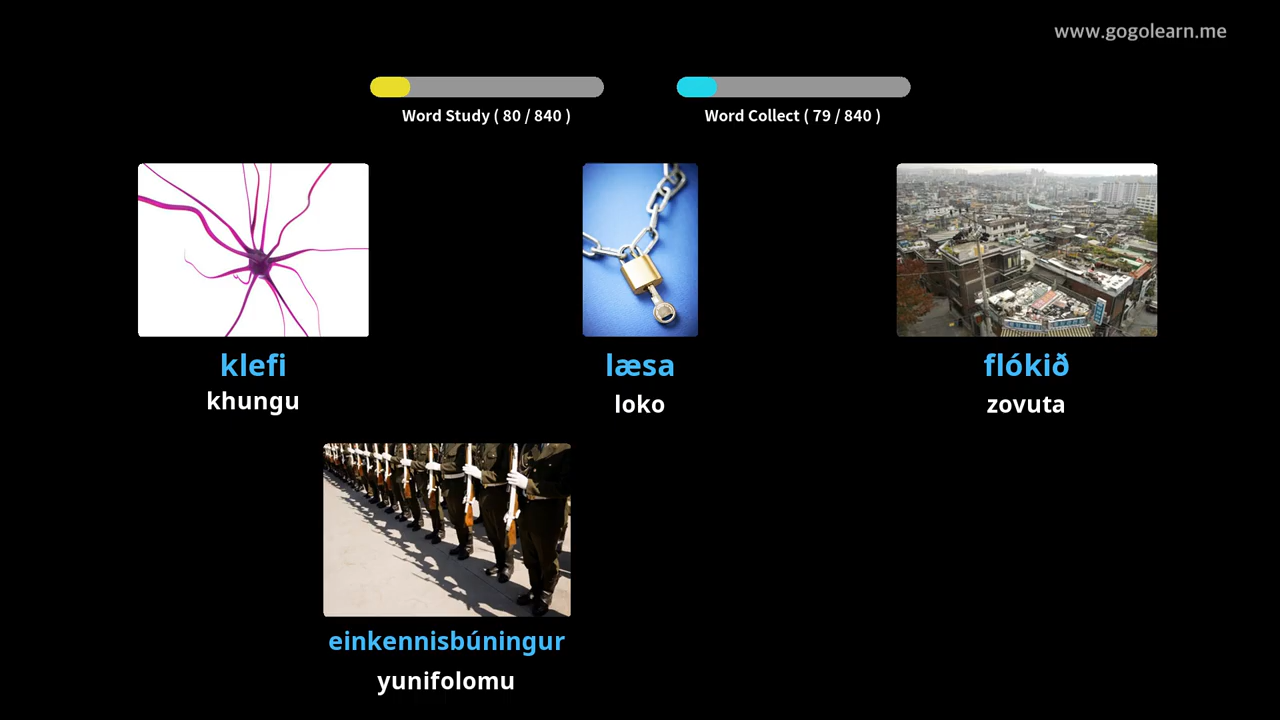 www.gogolearn.me
Word Study ( 80 / 840 )
Word Collect ( 79 / 840 )
klefi
khungu
læsa
loko
flókið
zovuta
einkennisbúningur
yunifolomu